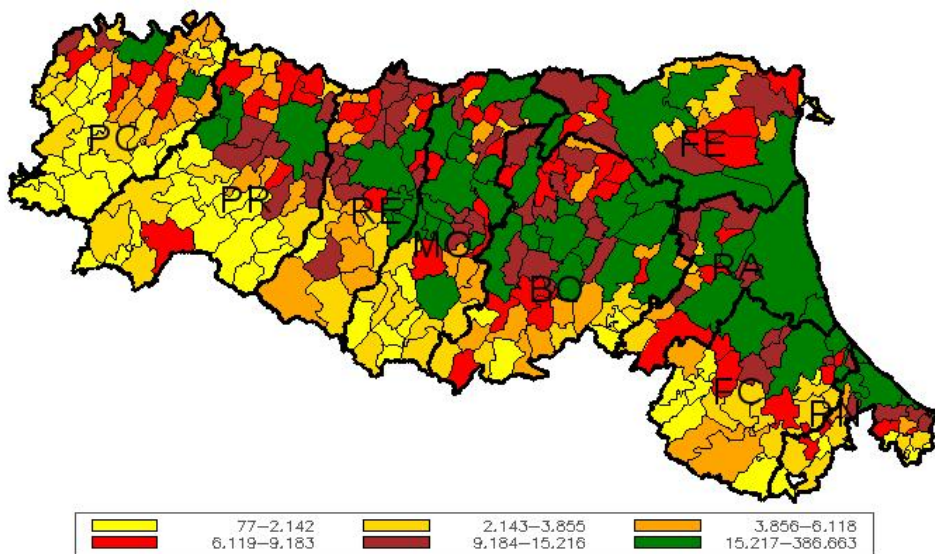 PC
PR
RE
MO
BO
FE
RA
FC
RN
77–2.142 2.143–3.855 3.856–6.118
6.119–9.183 9.184–15.216 15.217–386.663